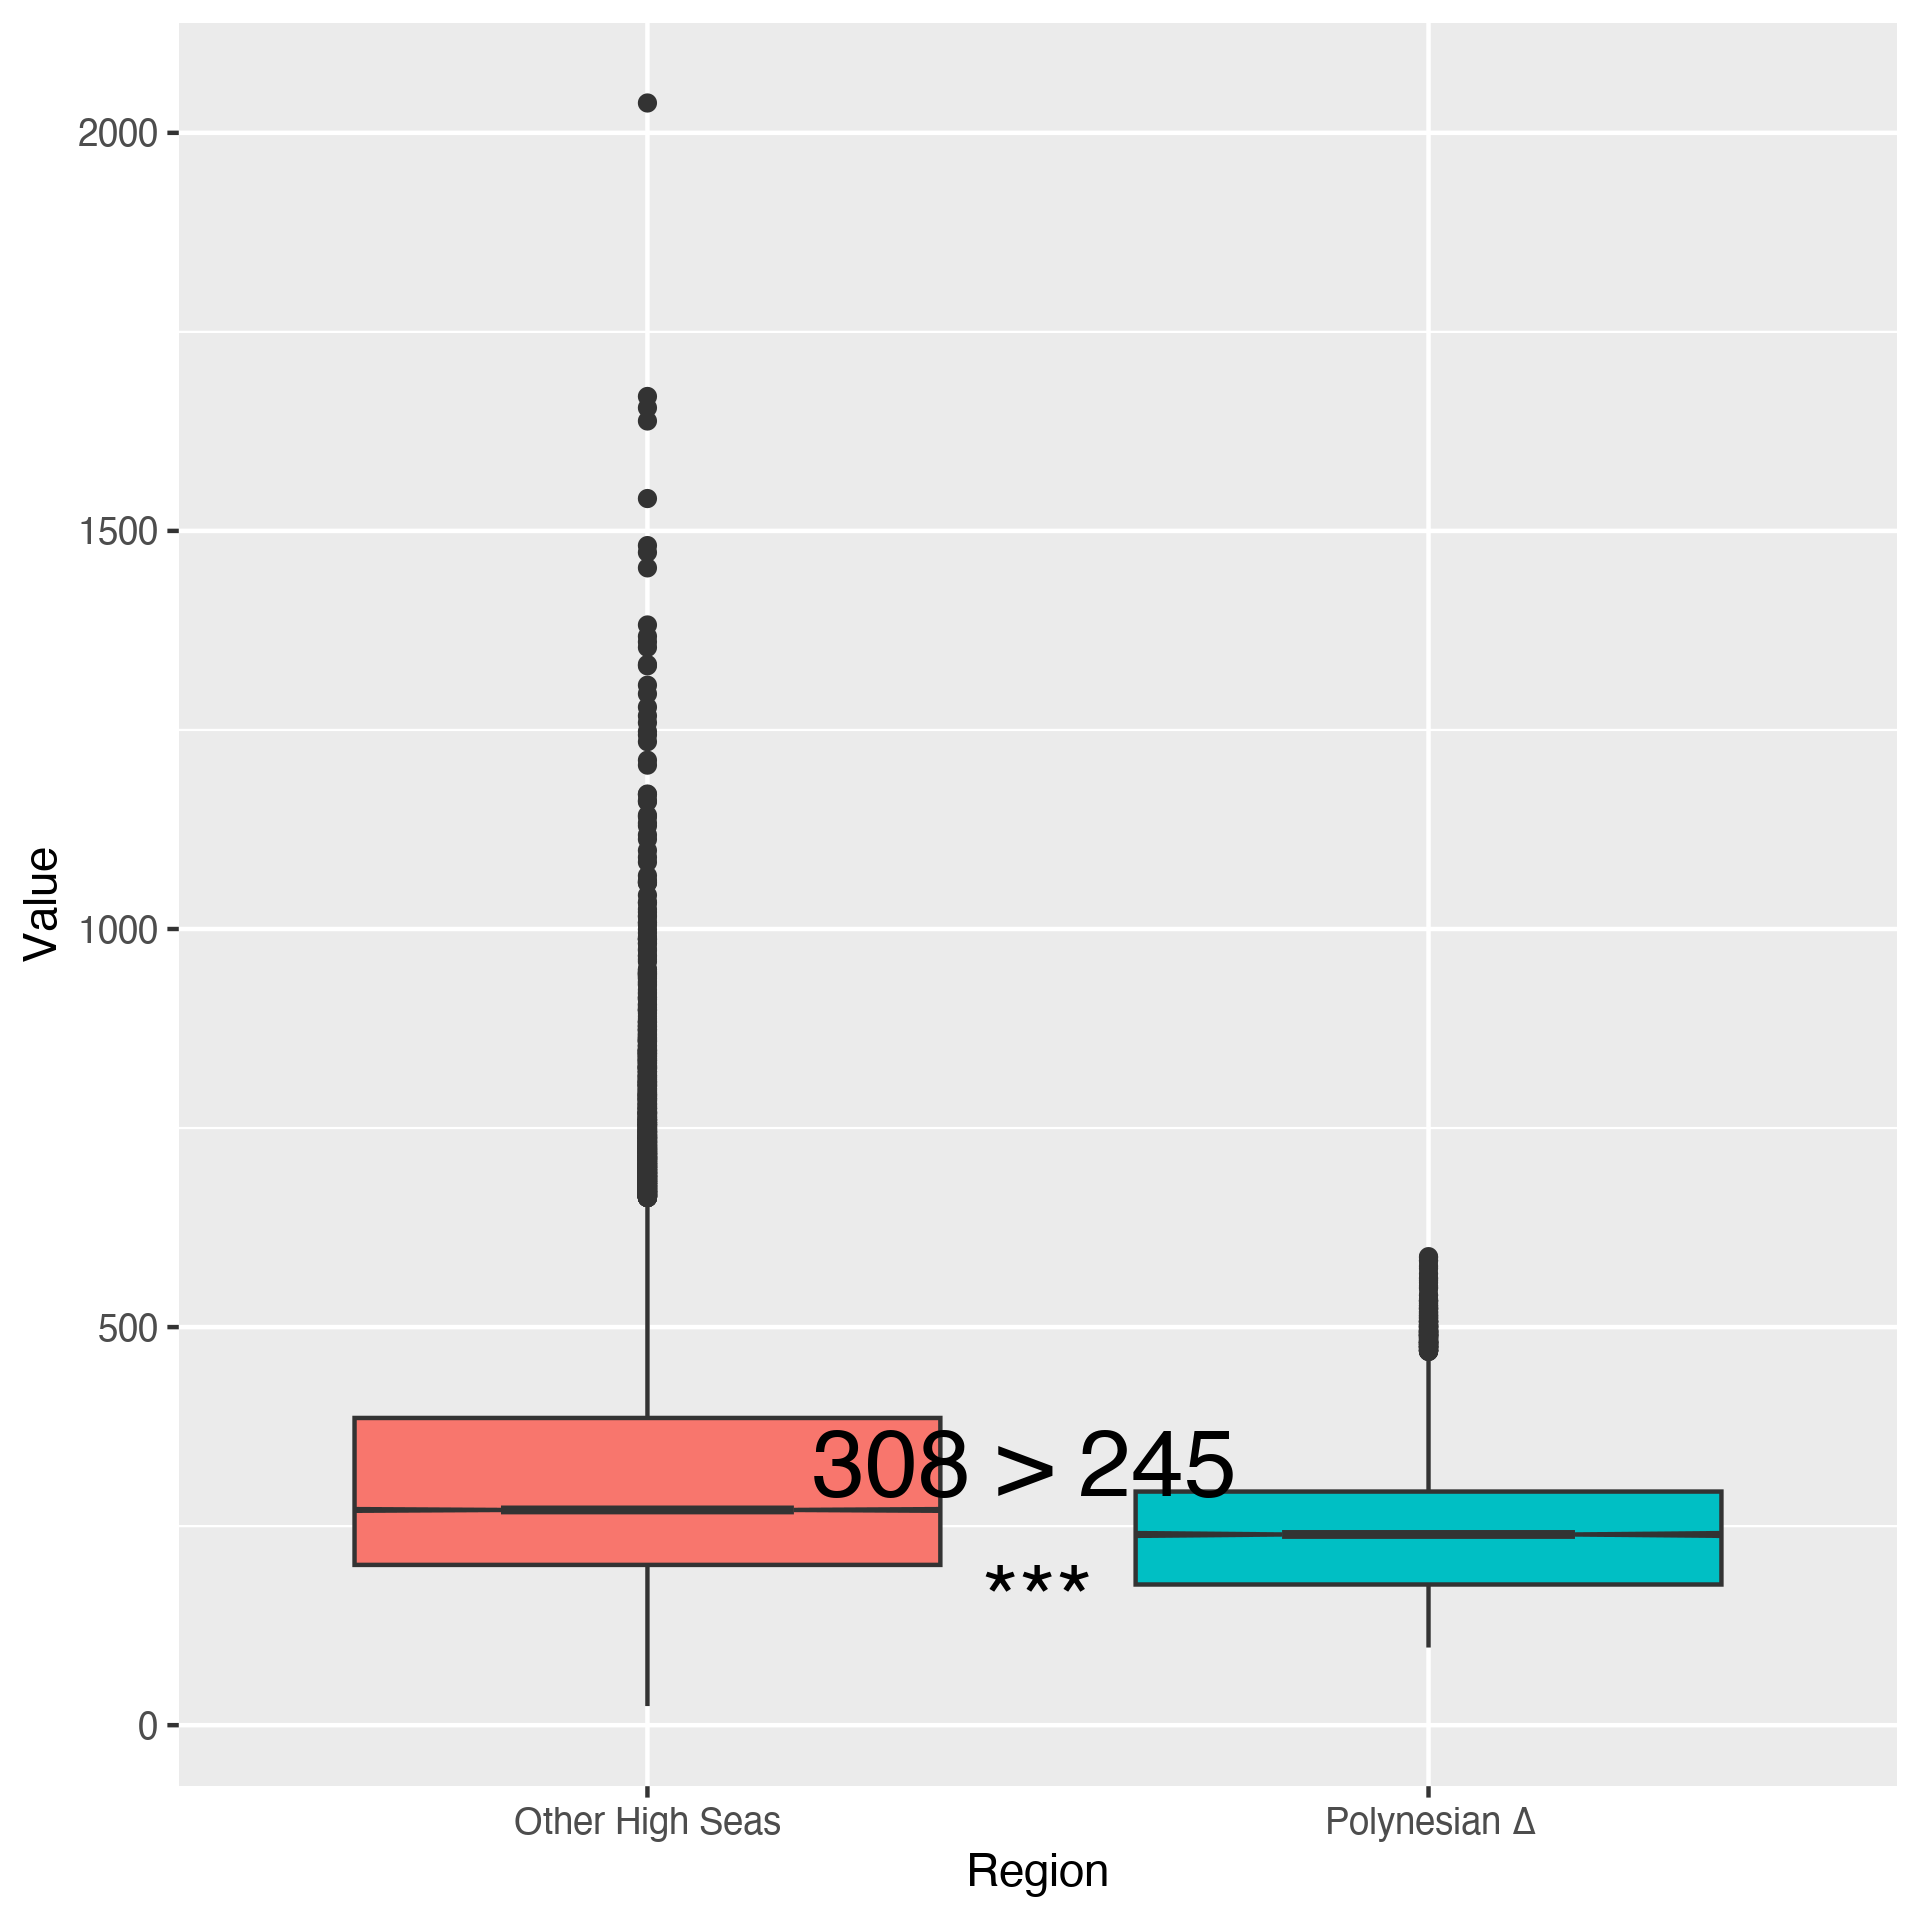 2000
1500
1000
500
0
Value
308 > 245
***
Other High Seas
Polynesian Δ
Region